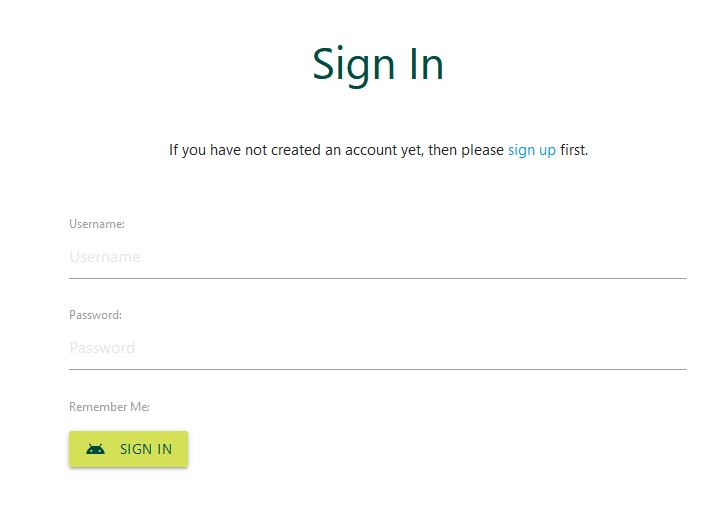 Sign In
If you have not created an account yet, then please sign up first.
Username:
Username
Password:
Password
Remember Me:
SIGN IN